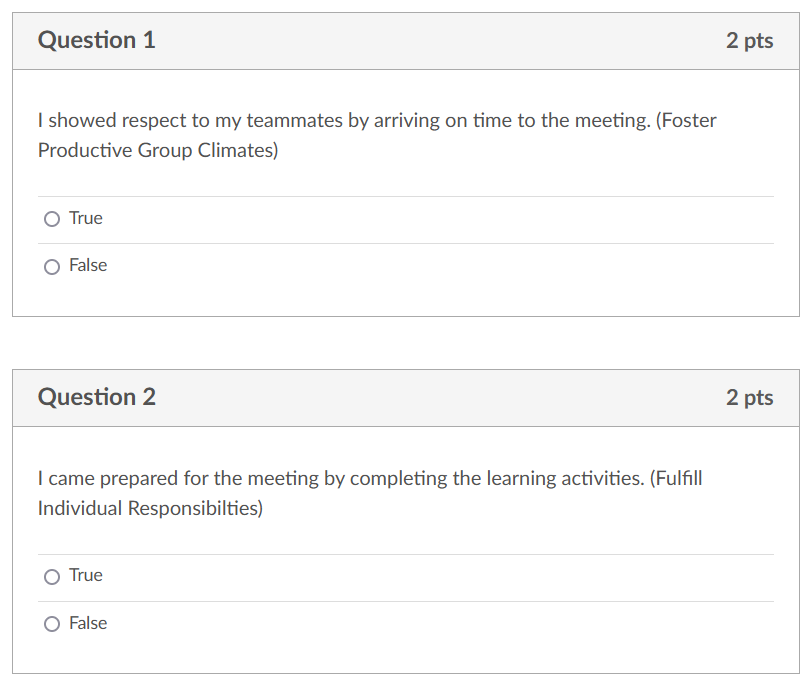 Question 1
2 pts
I showed respect to my teammates by arriving on time to the meeting. (Foster
Productive Group Climates)
True
False
Question 2
2 pts
I came prepared for the meeting by completing the learning activities. (Fulfill
Individual Responsibilties)
True
False